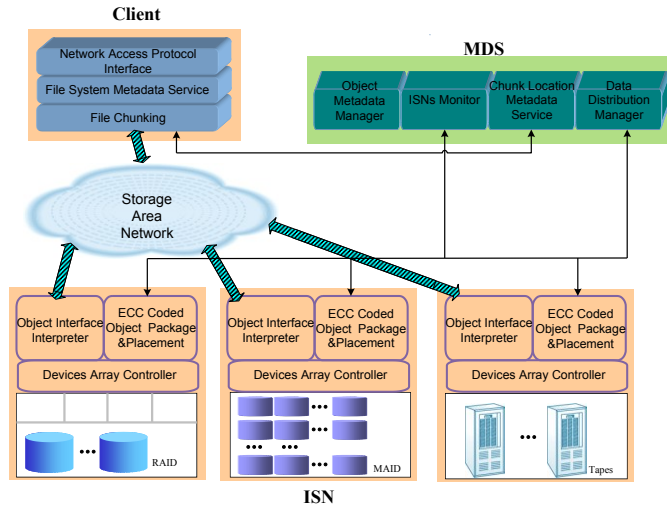 Client
Network Access Protocol
Interface
File System Metadata Service
File Chunking
MDS
Object
Metadata
Manager
ISNs Monitor
Chunk Location
Metadata
Service
Data
Distribution
Manager
Storage
Area
Network
Object Interface
Interpreter
ECC Coded
Object Package
&Placement
Devices Array Controller
RAID
Object Interface
Interpreter
ECC Coded
Object Package
&Placement
Devices Array Controller
MAID
Object Interface
Interpreter
ECC Coded
Object Package
&Placement
Devices Array Controller
Tapes
ISN